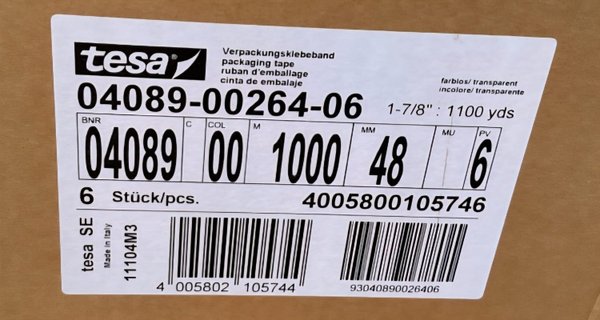 tesa
Verpackungsklebeband
packaging tape
ruban d'emballage
cinta de embalaje
farblos/ transparent
incolore/ transparente
04089-00264-06
1-7/8" : 1100 yds
BNR C COL M MM MU PV
04089 00 1000 48 6
6 Stück/pcs.
4005800105746
tesa SE
Made in Italy
11104M3
4 005802 105744
93040890026406